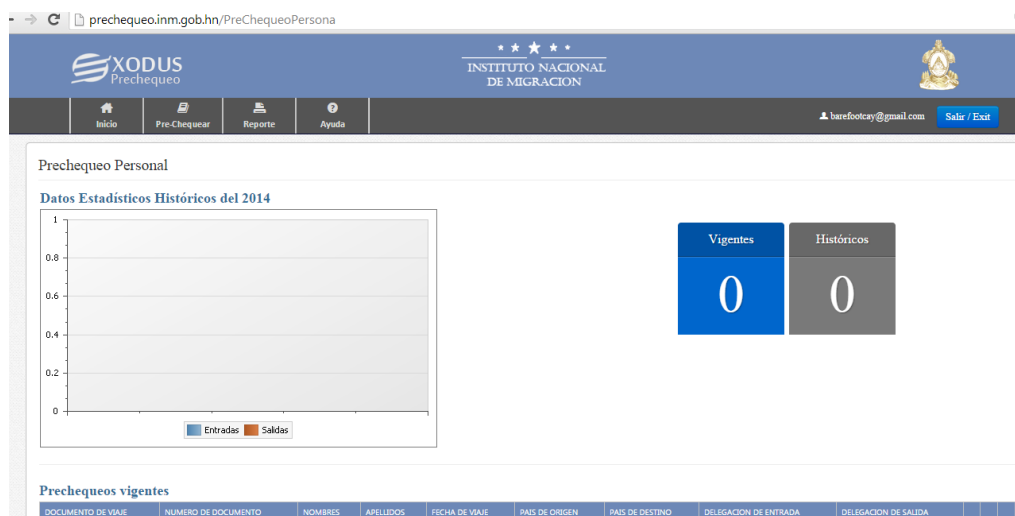 prechequeo.inm.gob.hn/PreChequeoPersona
EXODUS
Prechequeo
INSTITUTO NACIONAL
DE MIGRACION
Inicio
Pre-Chequear
Reporte
Ayuda
barefootcay@gmail.com
Salir / Exit
Prechequeo Personal
Datos Estadísticos Históricos del 2014
1
0.8
0.6
0.4
0.2
0
Entradas
Salidas
Vigentes
Históricos
0
0
Prechequeos vigentes
DOCUMENTO DE VIAJE
NUMERO DE DOCUMENTO
NOMBRES
APELLIDOS
FECHA DE VIAJE
PAIS DE ORIGEN
PAIS DE DESTINO
DELEGACION DE ENTRADA
DELEGACION DE SALIDA